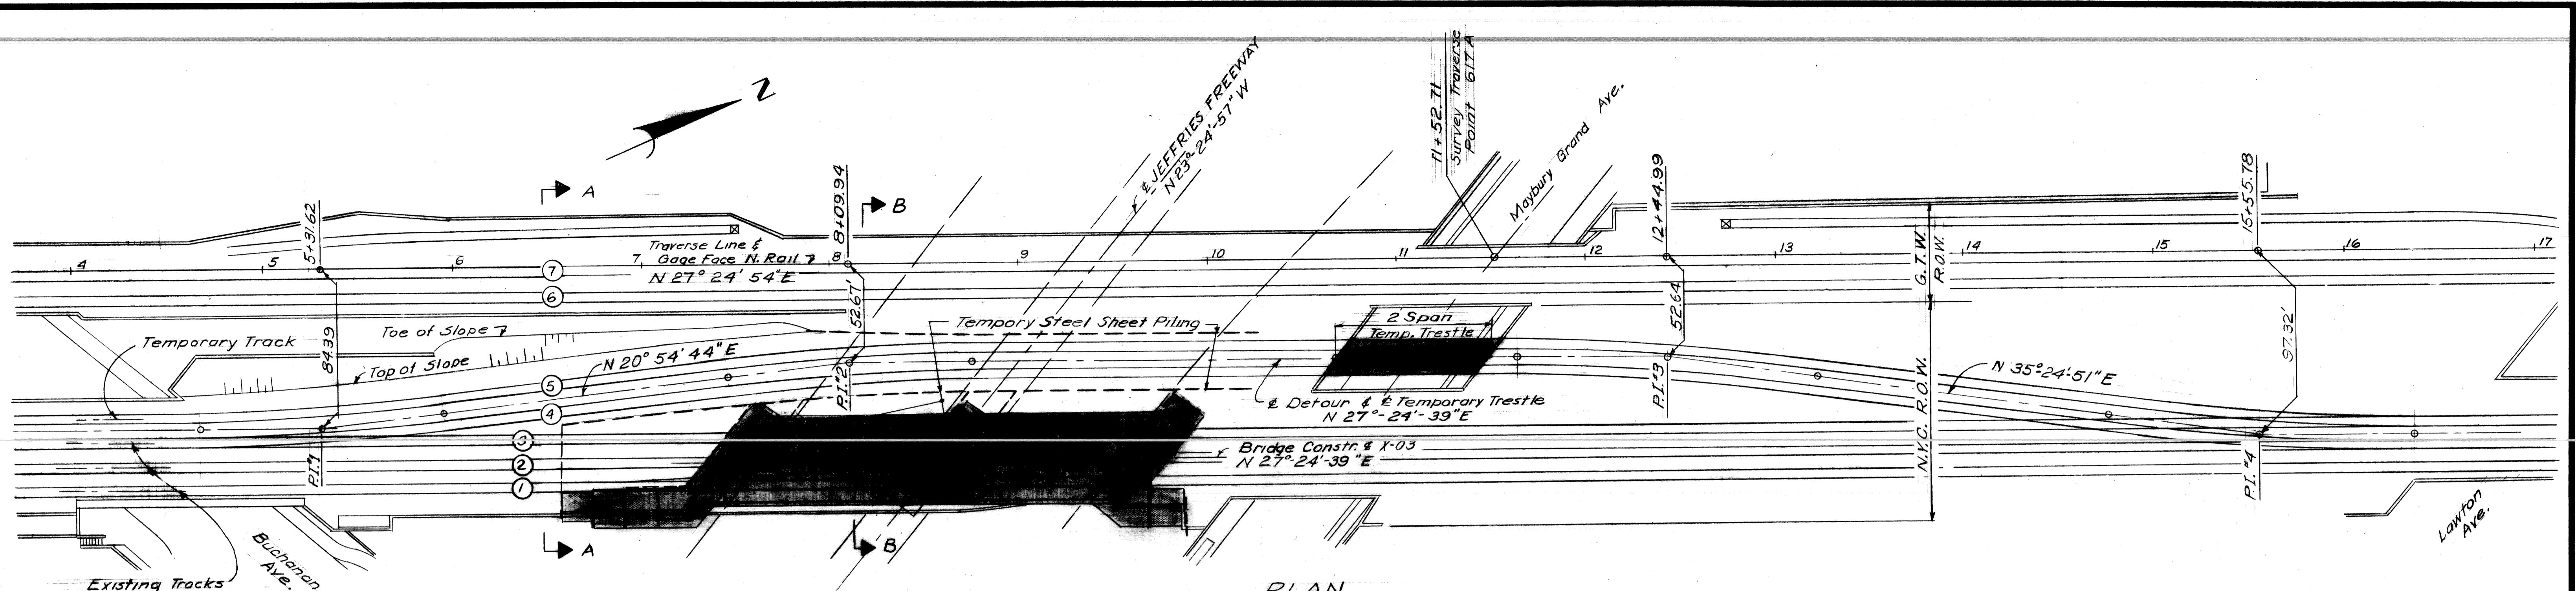 Z
℄ JEFFRIES FREEWAY
N 23°-24'-57" W
11+52.71
Survey Traverse
Point 617 A
Maybury Grand Ave.
A
B
5+31.62
8+09.94
12+44.99
15+55.78
Traverse Line &
Gage Face N. Rail
N 27° 24' 54"E
4
5
6
7
8
9
10
11
12
13
14
15
16
17
7
6
G.T.W.
R.O.W.
84.39
52.67'
52.64
97.32'
Toe of Slope
Temporary Track
Top of Slope
N 20° 54' 44" E
Tempory Steel Sheet Piling
2 Span
Temp. Trestle
N 35°-24'-51" E
5
4
3
2
1
P.I.#1
P.I.#2
P.I.#3
P.I.#4
℄ Detour & ℄ Temporary Trestle
N 27°-24'-39"E
Bridge Constr. ℄ X-03
N 27°-24'-39"E
N.Y.C. R.O.W.
A
B
Buchanan
Ave.
Existing Tracks
Lawton
Ave.
PLAN